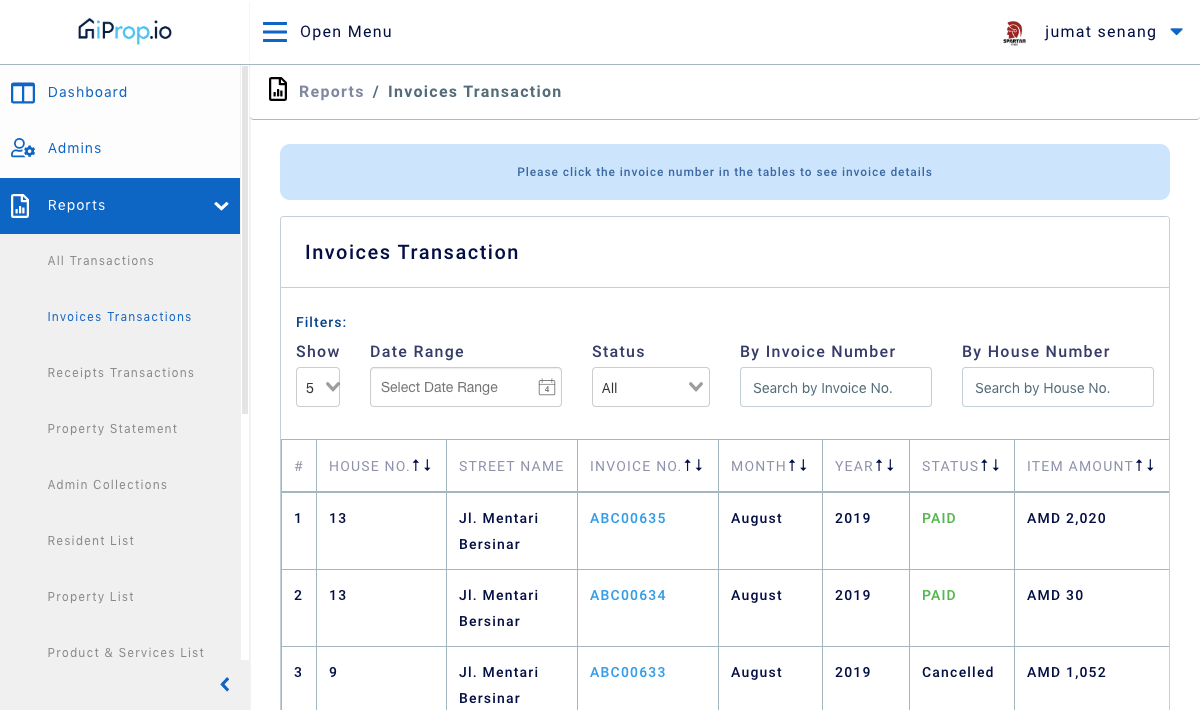 iProp.io
Open Menu
jumat senang
Dashboard
Admins
Reports
All Transactions
Invoices Transactions
Receipts Transactions
Property Statement
Admin Collections
Resident List
Property List
Product & Services List
Reports / Invoices Transaction
Please click the invoice number in the tables to see invoice details
Invoices Transaction
Filters:
Show Date Range Status By Invoice Number By House Number
5 Select Date Range 4 All Search by Invoice No. Search by House No.
# HOUSE NO. STREET NAME INVOICE NO. MONTH YEAR STATUS ITEM AMOUNT
1 13 Jl. Mentari ABC00635 August 2019 PAID AMD 2,020
Bersinar
2 13 Jl. Mentari ABC00634 August 2019 PAID AMD 30
Bersinar
3 9 Jl. Mentari ABC00633 August 2019 Cancelled AMD 1,052
Bersinar